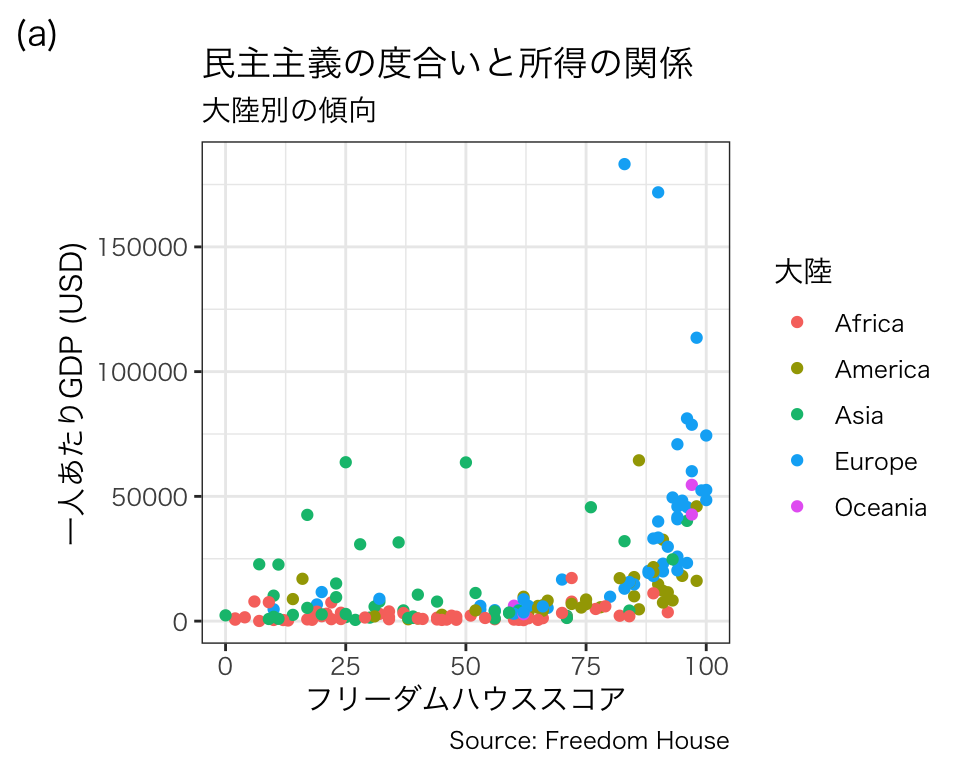 (a)
民主主義の度合いと所得の関係
大陸別の傾向
一人あたりGDP (USD)
150000
100000
50000
0
0 25 50 75 100
フリーダムハウススコア
大陸
Africa
America
Asia
Europe
Oceania
Source: Freedom House